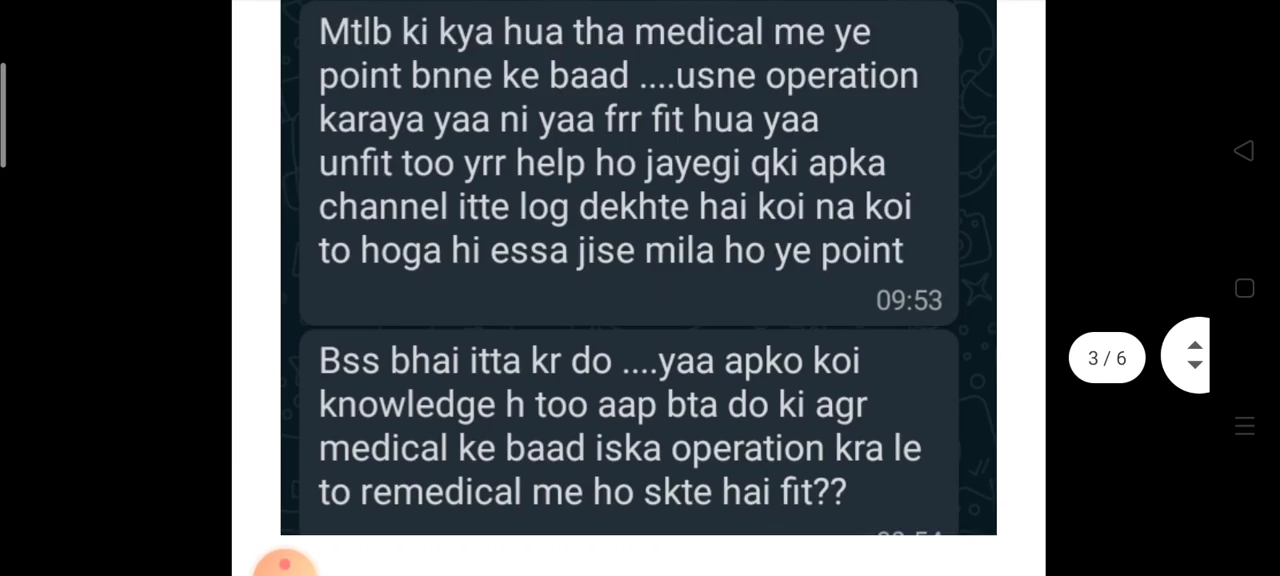 Mtlb ki kya hua tha medical me ye
point bnne ke baad ....usne operation
karaya yaa ni yaa frr fit hua yaa
unfit too yrr help ho jayegi qki apka
channel itte log dekhte hai koi na koi
to hoga hi essa jise mila ho ye point
09:53
Bss bhai itta kr do ....yaa apko koi
knowledge h too aap bta do ki agr
medical ke baad iska operation kra le
to remedical me ho skte hai fit??
3 / 6